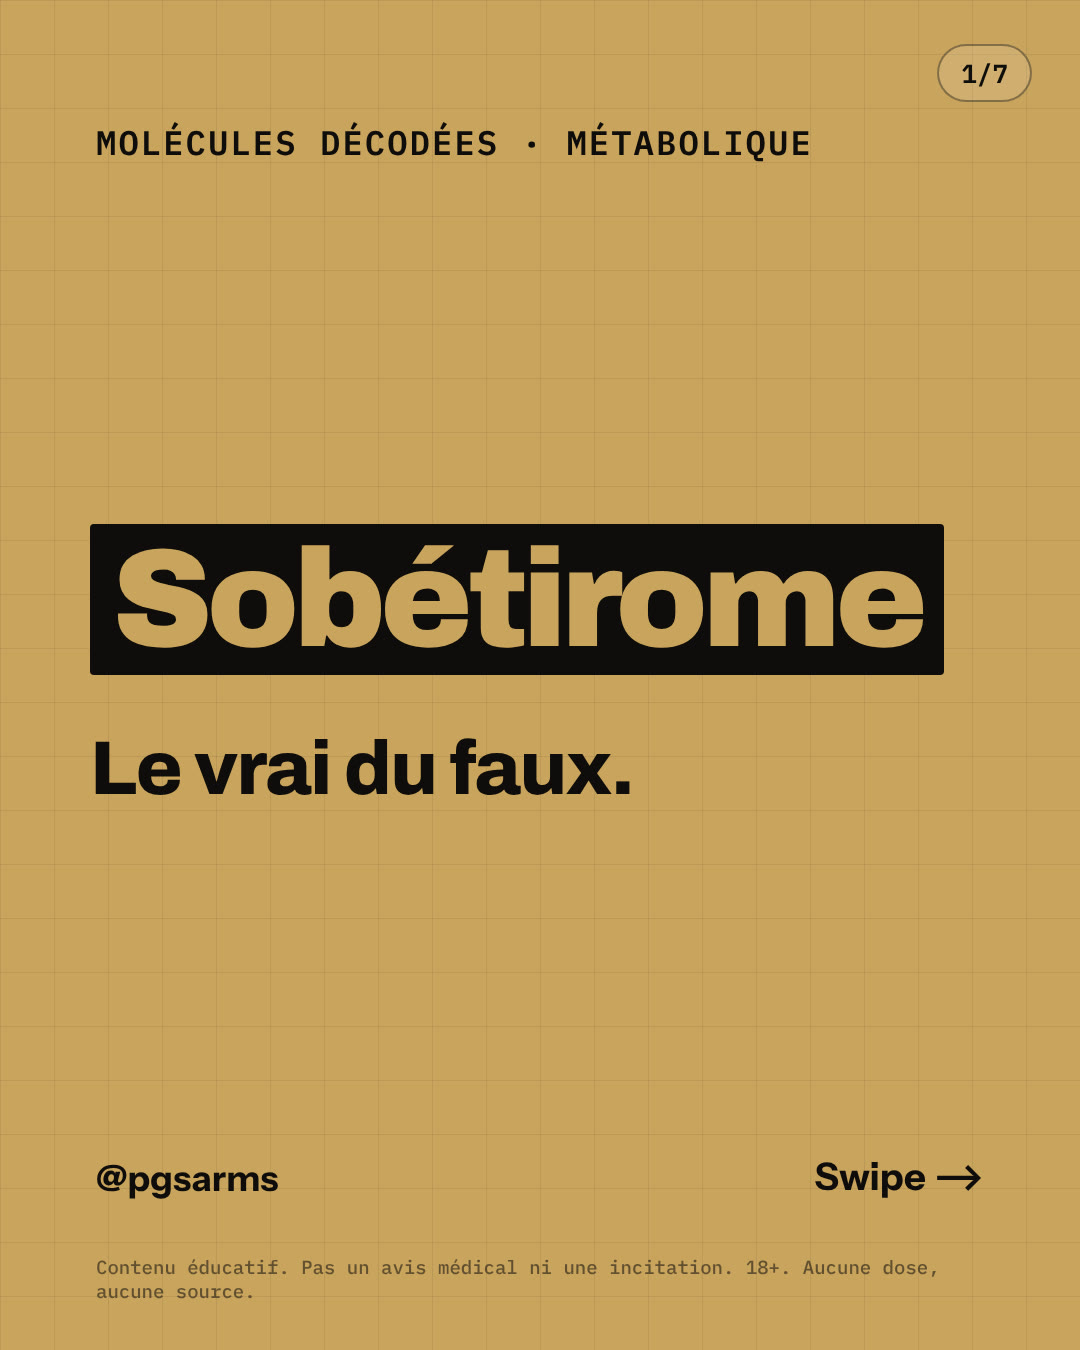 1/7
MOLÉCULES DÉCODÉES · MÉTABOLIQUE
Sobétirome
Le vrai du faux.
@pgsarms
Swipe →
Contenu éducatif. Pas un avis médical ni une incitation. 18+. Aucune dose,
aucune source.